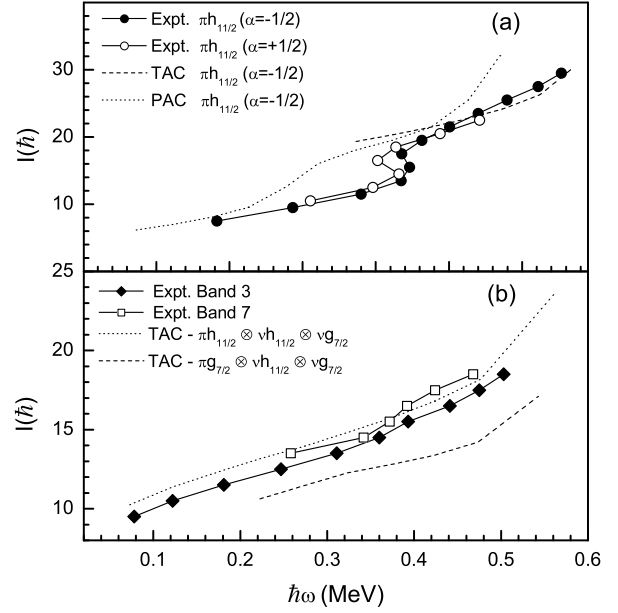 Expt. πh11/2 (α=-1/2)
(a)
Expt. πh11/2 (α=+1/2)
TAC πh11/2 (α=-1/2)
PAC πh11/2 (α=-1/2)
30
20
10
I(ħ)
25
Expt. Band 3
(b)
Expt. Band 7
TAC - πh11/2 ⊗ νh11/2 ⊗ νg7/2
TAC - πg7/2 ⊗ νh11/2 ⊗ νg7/2
20
15
10
I(ħ)
0.1 0.2 0.3 0.4 0.5 0.6
ħω (MeV)